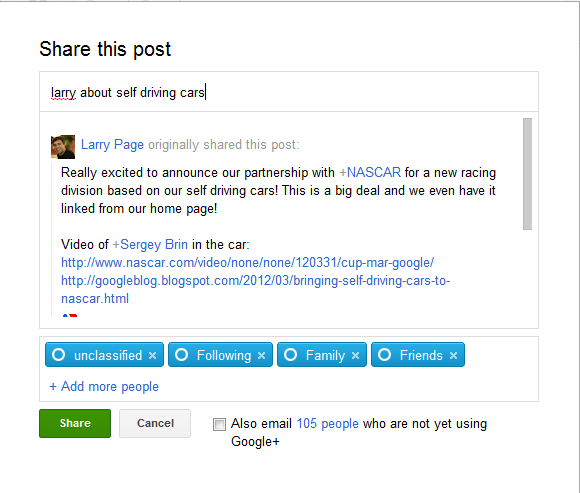 Share this post
larry about self driving cars
Larry Page originally shared this post:
Really excited to announce our partnership with +NASCAR for a new racing
division based on our self driving cars! This is a big deal and we even have it
linked from our home page!
Video of +Sergey Brin in the car:
http://www.nascar.com/video/none/none/120331/cup-mar-google/
http://googleblog.blogspot.com/2012/03/bringing-self-driving-cars-to-
nascar.html
unclassified × Following × Family × Friends ×
+ Add more people
Share Cancel Also email 105 people who are not yet using
Google+